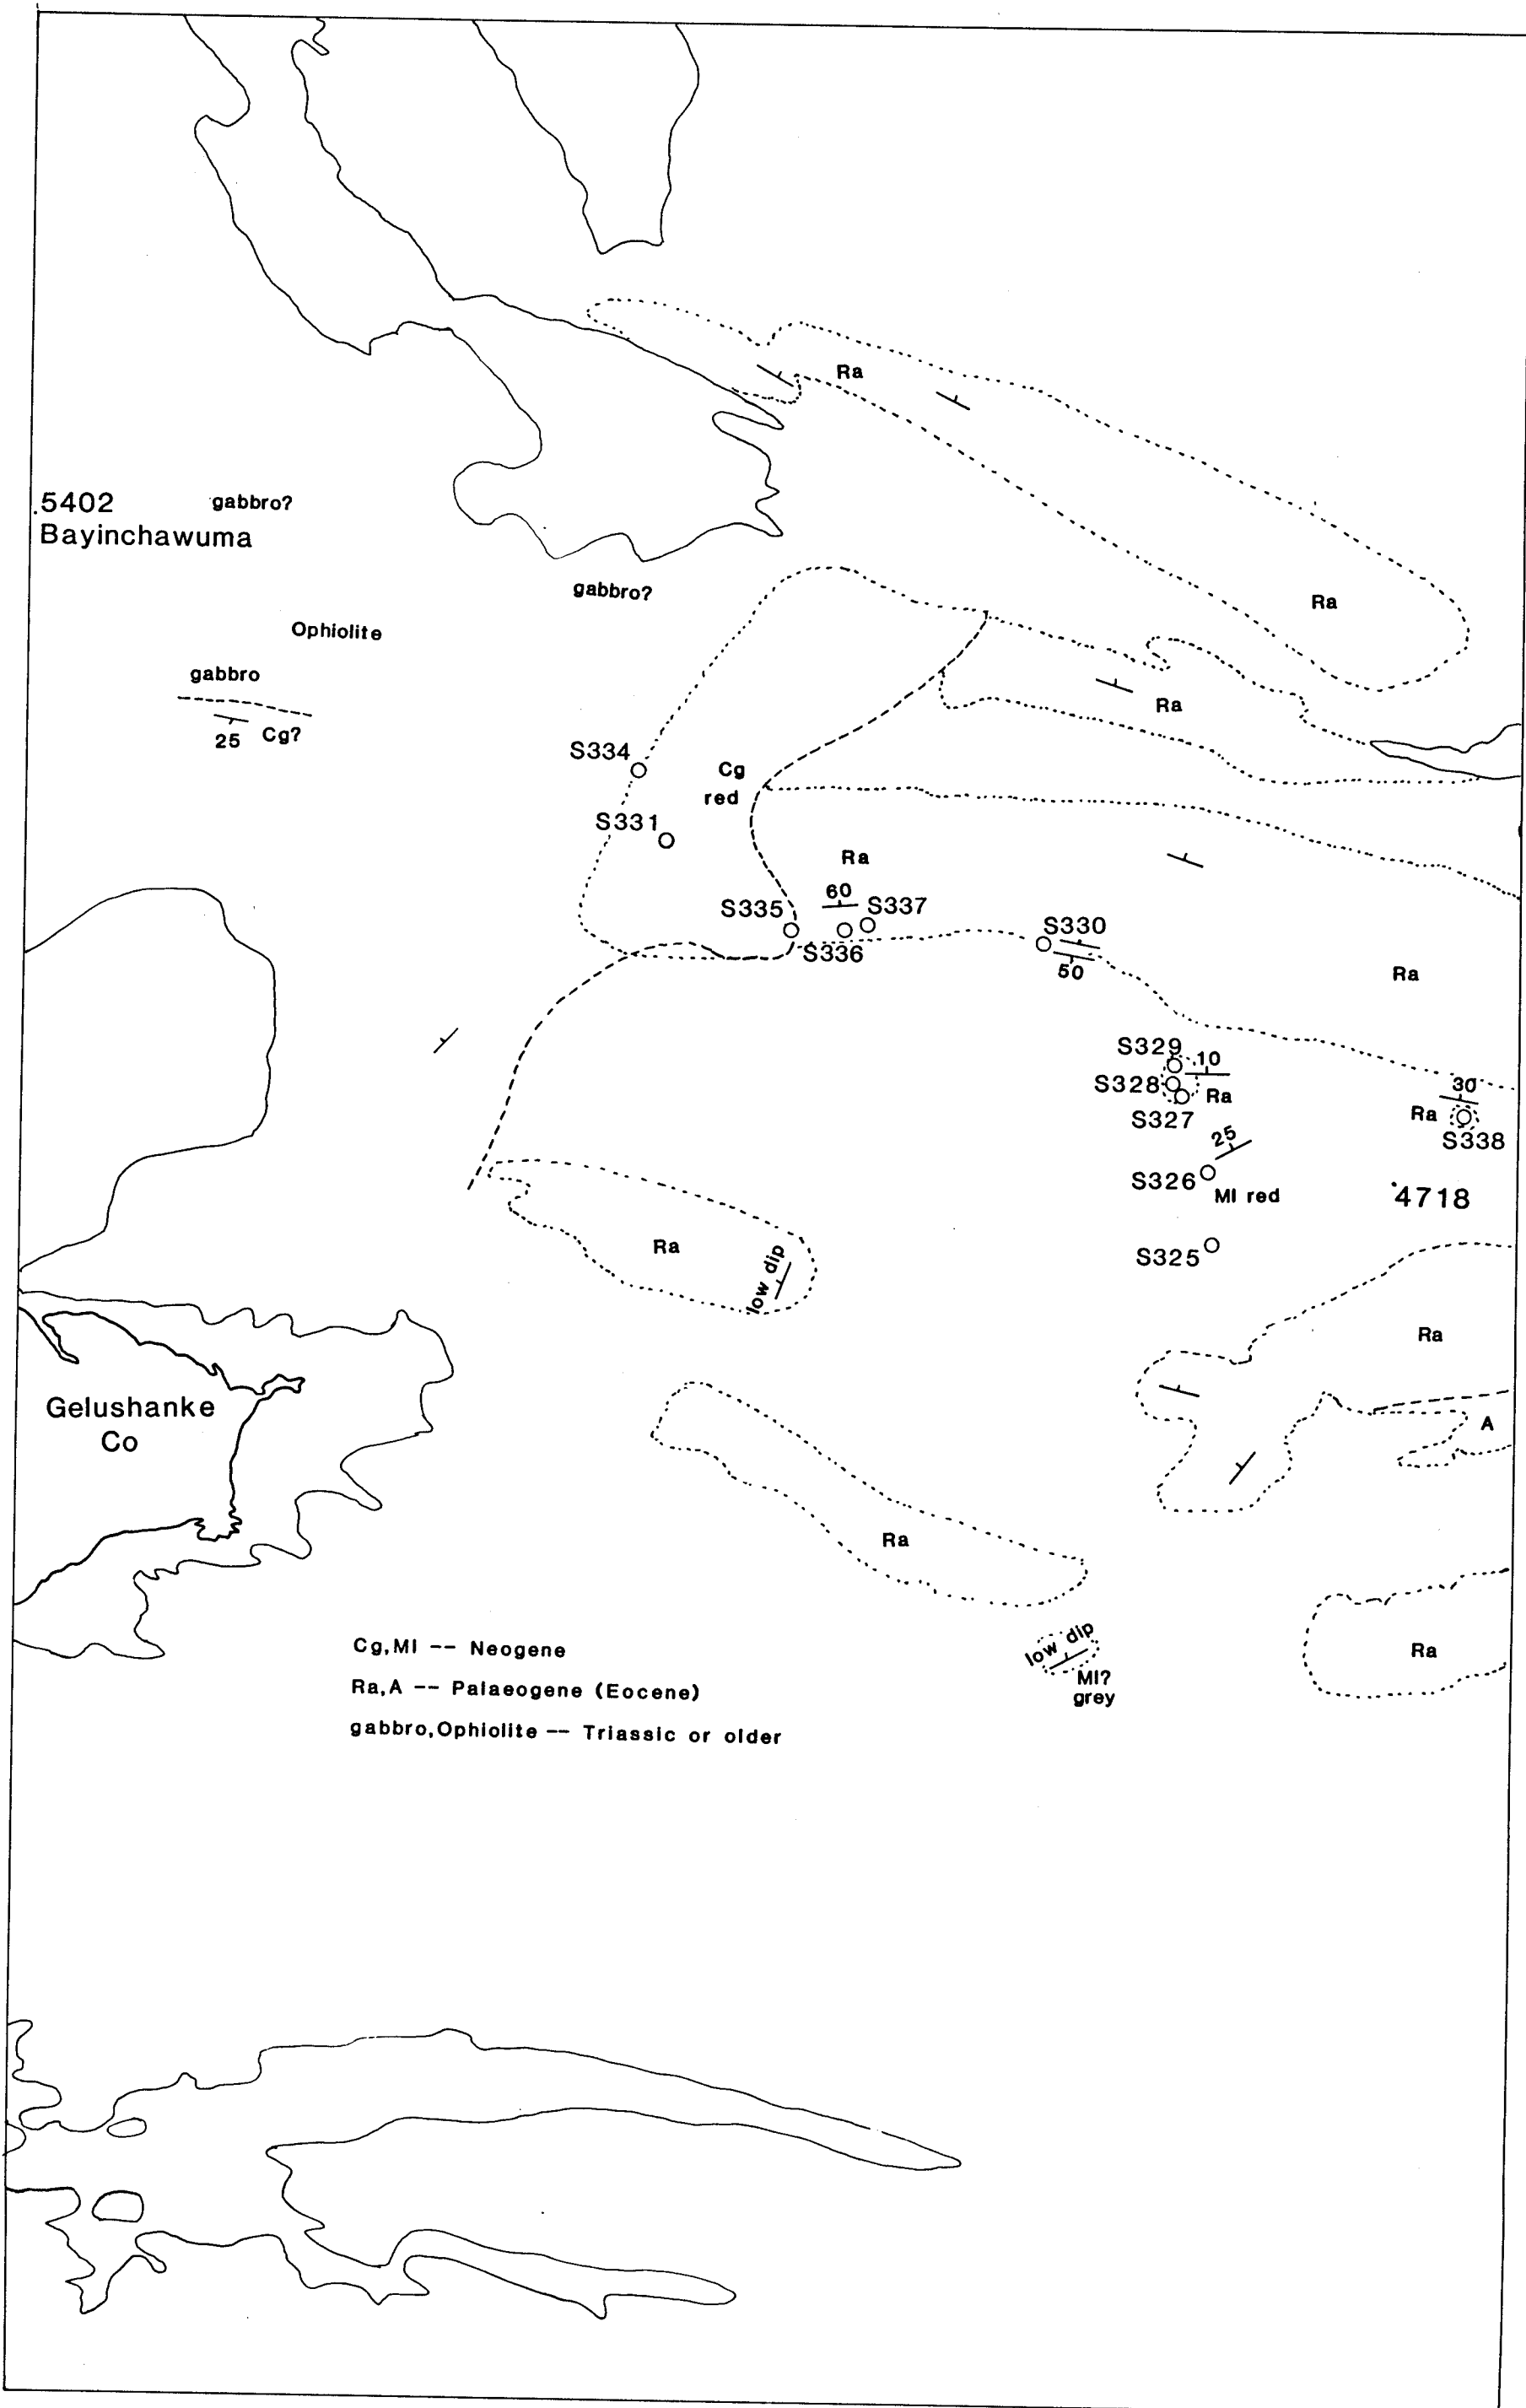 Ra
.5402
gabbro?
Bayinchawuma
gabbro?
Ra
Ophiolite
gabbro
Ra
25
Cg?
S334
Cg
red
S331
Ra
60
S335
S337
S336
S330
50
Ra
S329
10
S328
Ra
S327
30
Ra
S338
25
S326
MI red
4718
Ra
low dip
S325
Ra
Gelushanke
Co
A
Ra
low dip
MI?
grey
Ra
Cg,MI -- Neogene
Ra,A -- Palaeogene (Eocene)
gabbro,Ophiolite -- Triassic or older